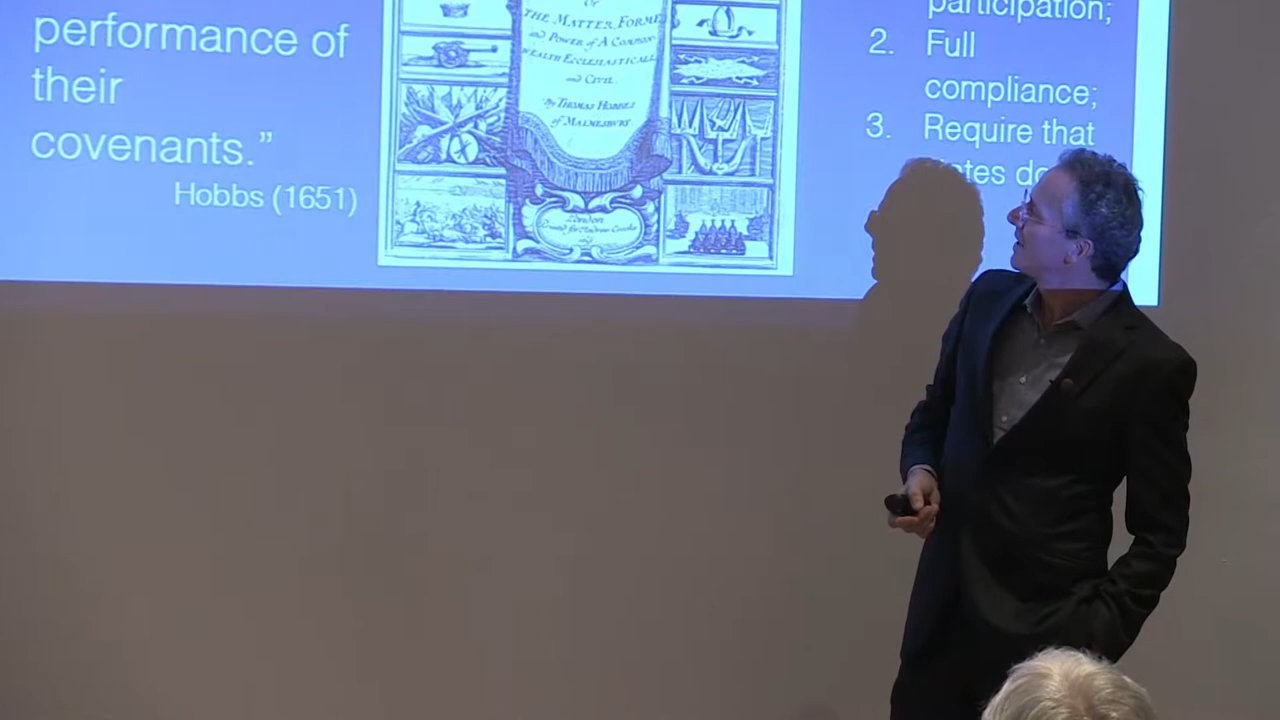 performance of
their
covenants.”
Hobbs (1651)
Or
THE MATTER, FORME
and POWER of A COMMON
WEALTH ECCLESIASTICALL
and CIVIL.
By THOMAS HOBBES
of MALMESBURY.
London
participation;
2. Full
compliance;
3. Require that